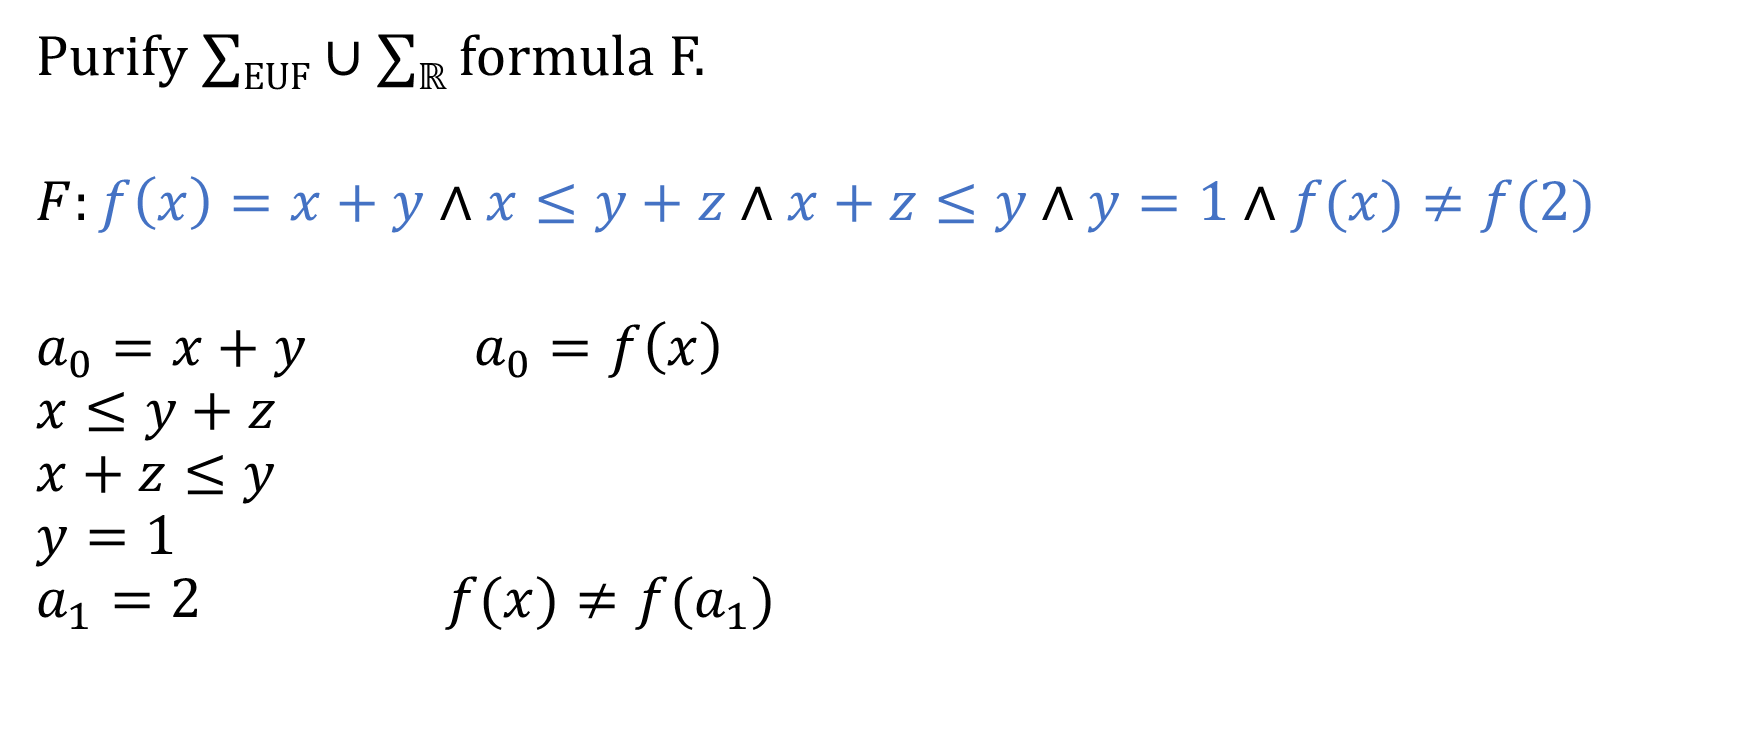 Purify ∑EUF ∪ ∑ℝ formula F.
F: f(x) = x + y ∧ x ≤ y + z ∧ x + z ≤ y ∧ y = 1 ∧ f(x) ≠ f(2)
a₀ = x + y a₀ = f(x)
x ≤ y + z
x + z ≤ y
y = 1
a₁ = 2 f(x) ≠ f(a₁)